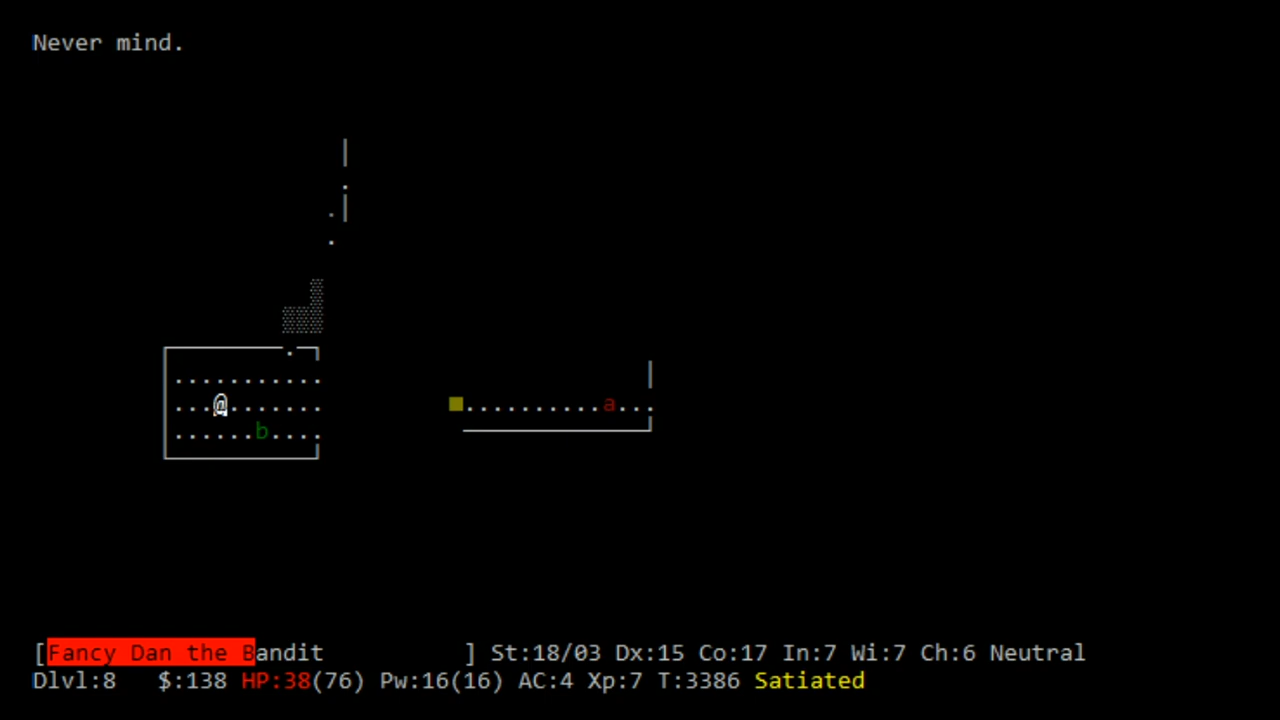 Never mind.
|
.
.|
.
.
..........
|
...@.......
..........a...
......b....
[Fancy Dan the Bandit ] St:18/03 Dx:15 Co:17 In:7 Wi:7 Ch:6 Neutral
Dlvl:8 $:138 HP:38(76) Pw:16(16) AC:4 Xp:7 T:3386 Satiated